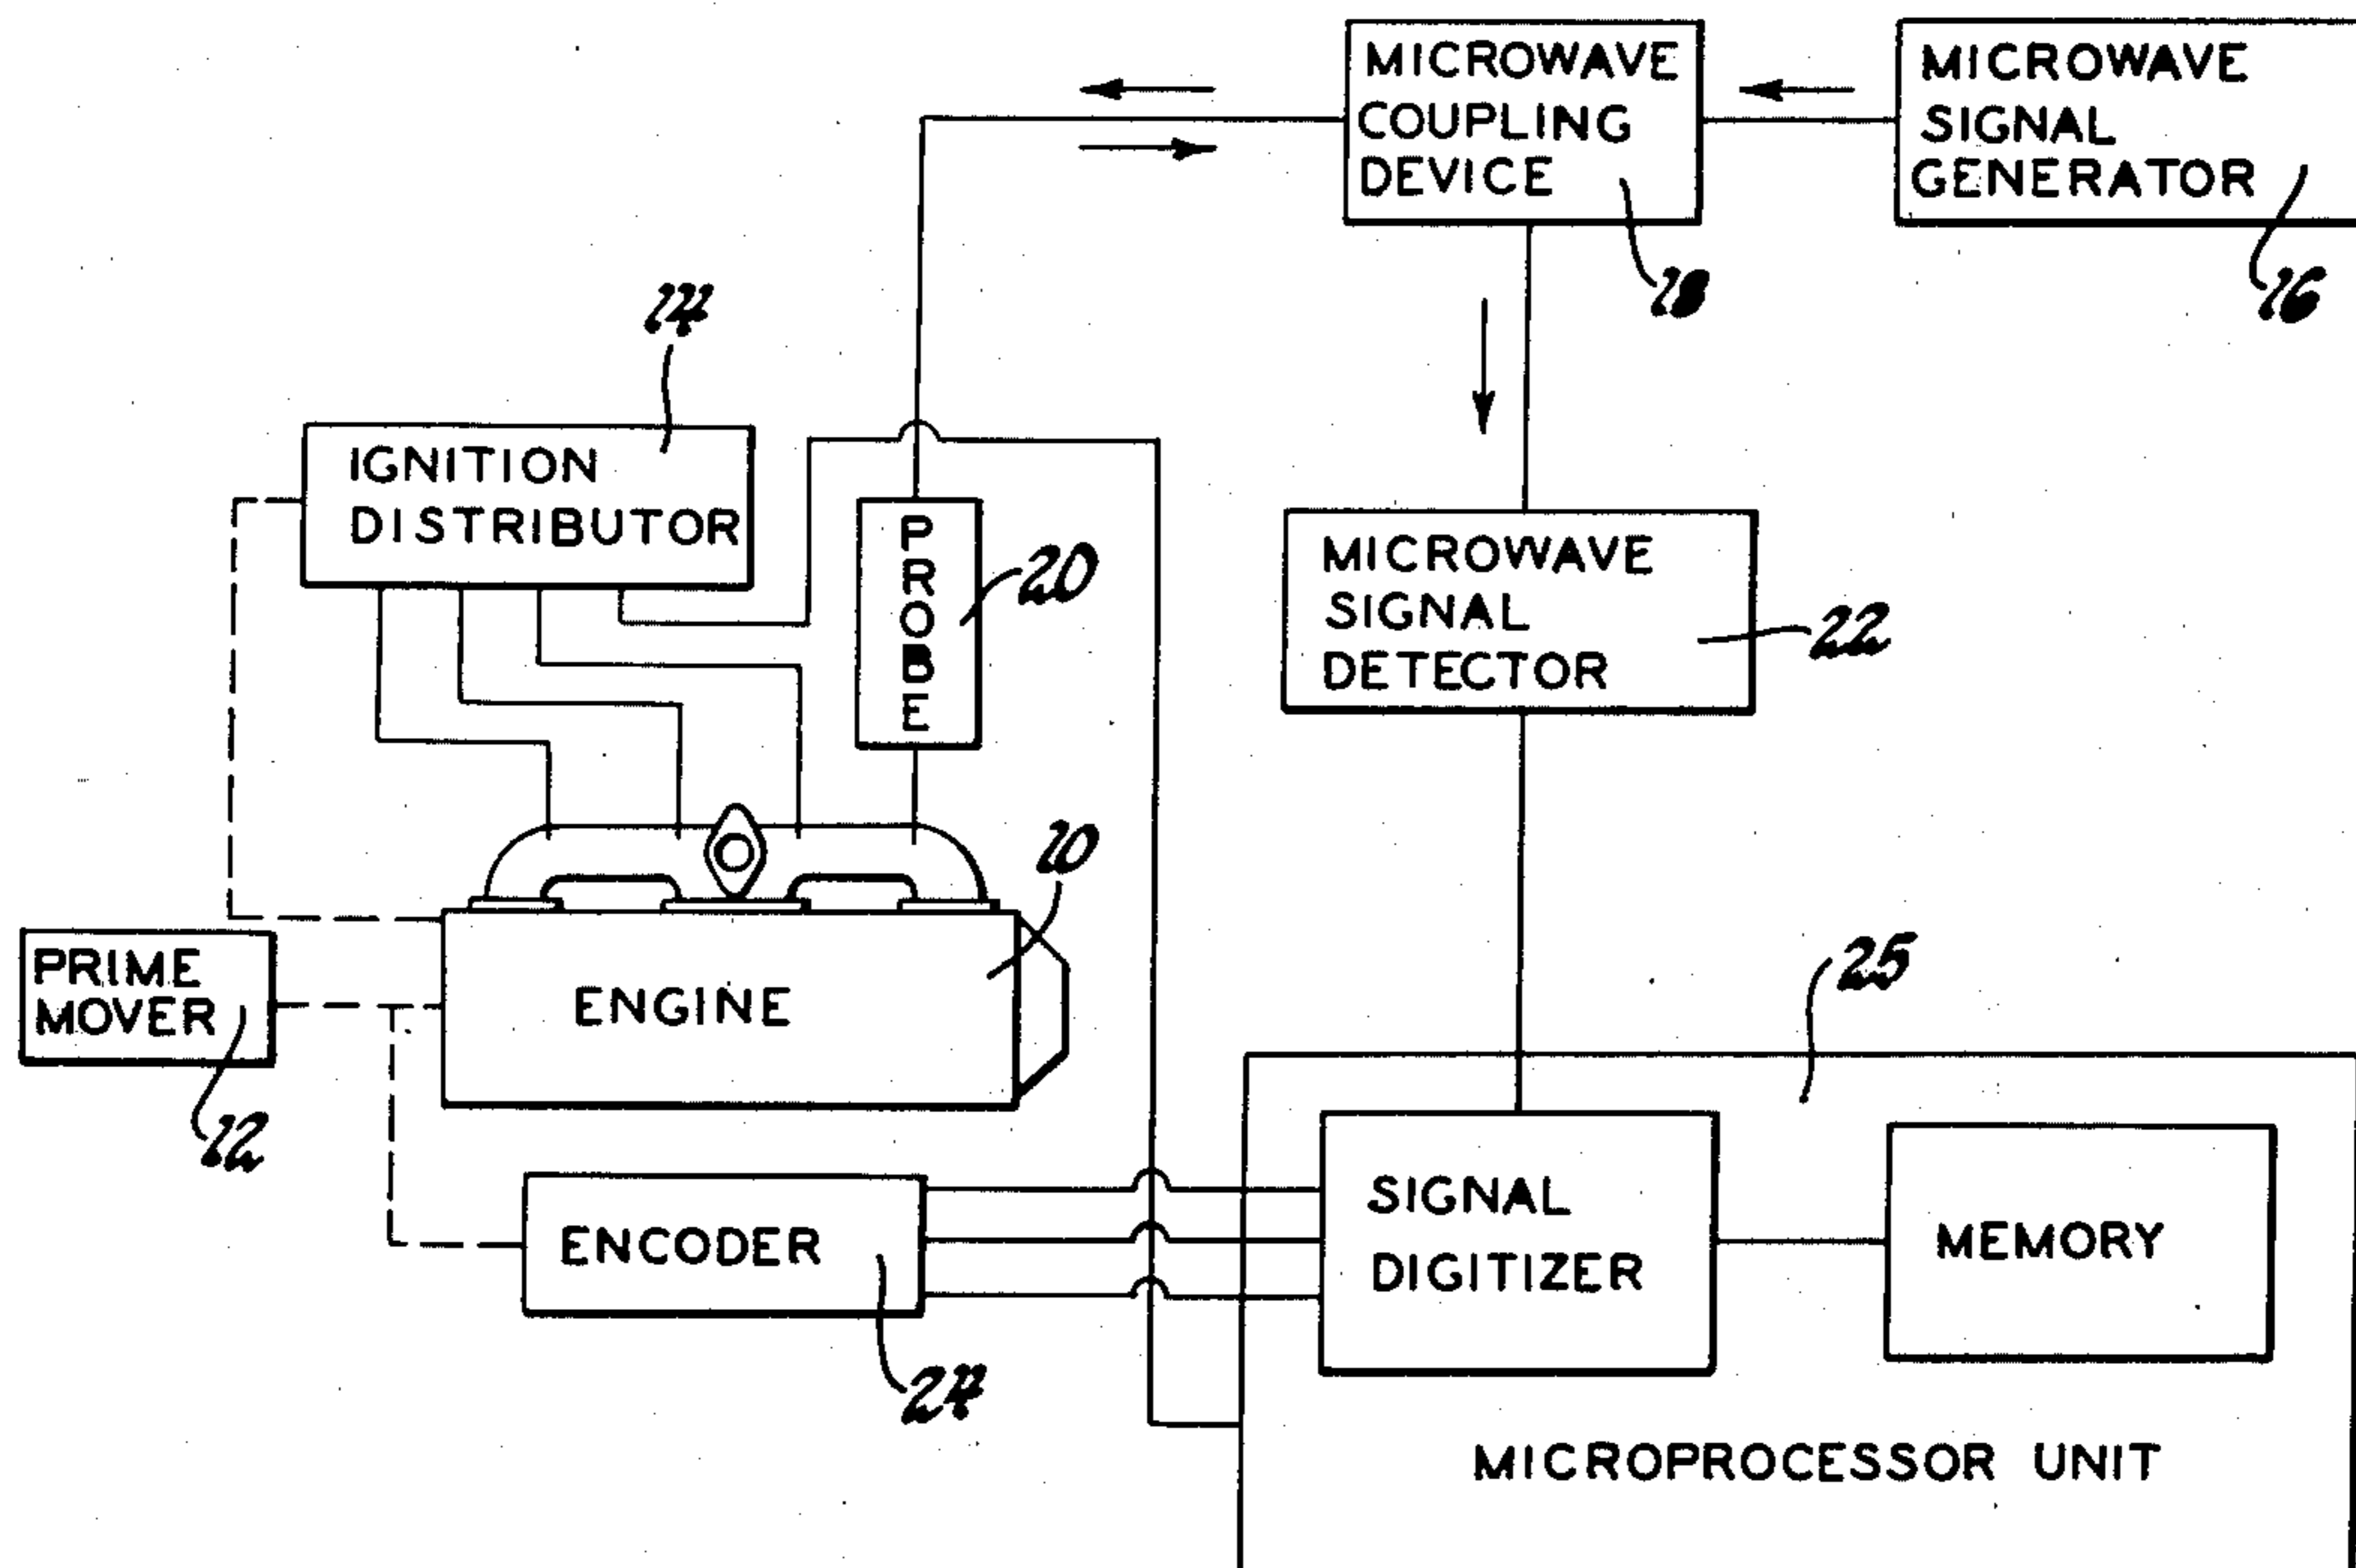 MICROWAVE
COUPLING
DEVICE
MICROWAVE
SIGNAL
GENERATOR
18
16
14
IGNITION
DISTRIBUTOR
PROBE
20
MICROWAVE
SIGNAL
DETECTOR
22
10
PRIME
MOVER
ENGINE
25
12
ENCODER
SIGNAL
DIGITIZER
MEMORY
24
MICROPROCESSOR UNIT